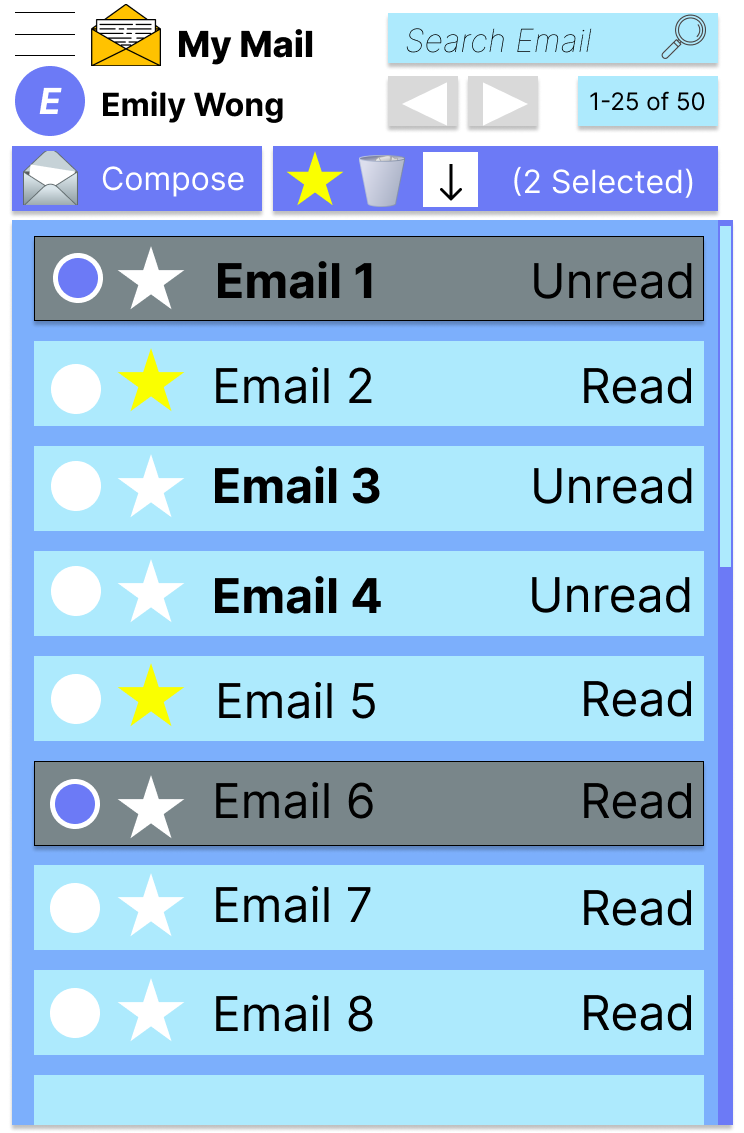 My Mail
Search Email
E
Emily Wong
1-25 of 50
Compose
(2 Selected)
Email 1 Unread
Email 2 Read
Email 3 Unread
Email 4 Unread
Email 5 Read
Email 6 Read
Email 7 Read
Email 8 Read